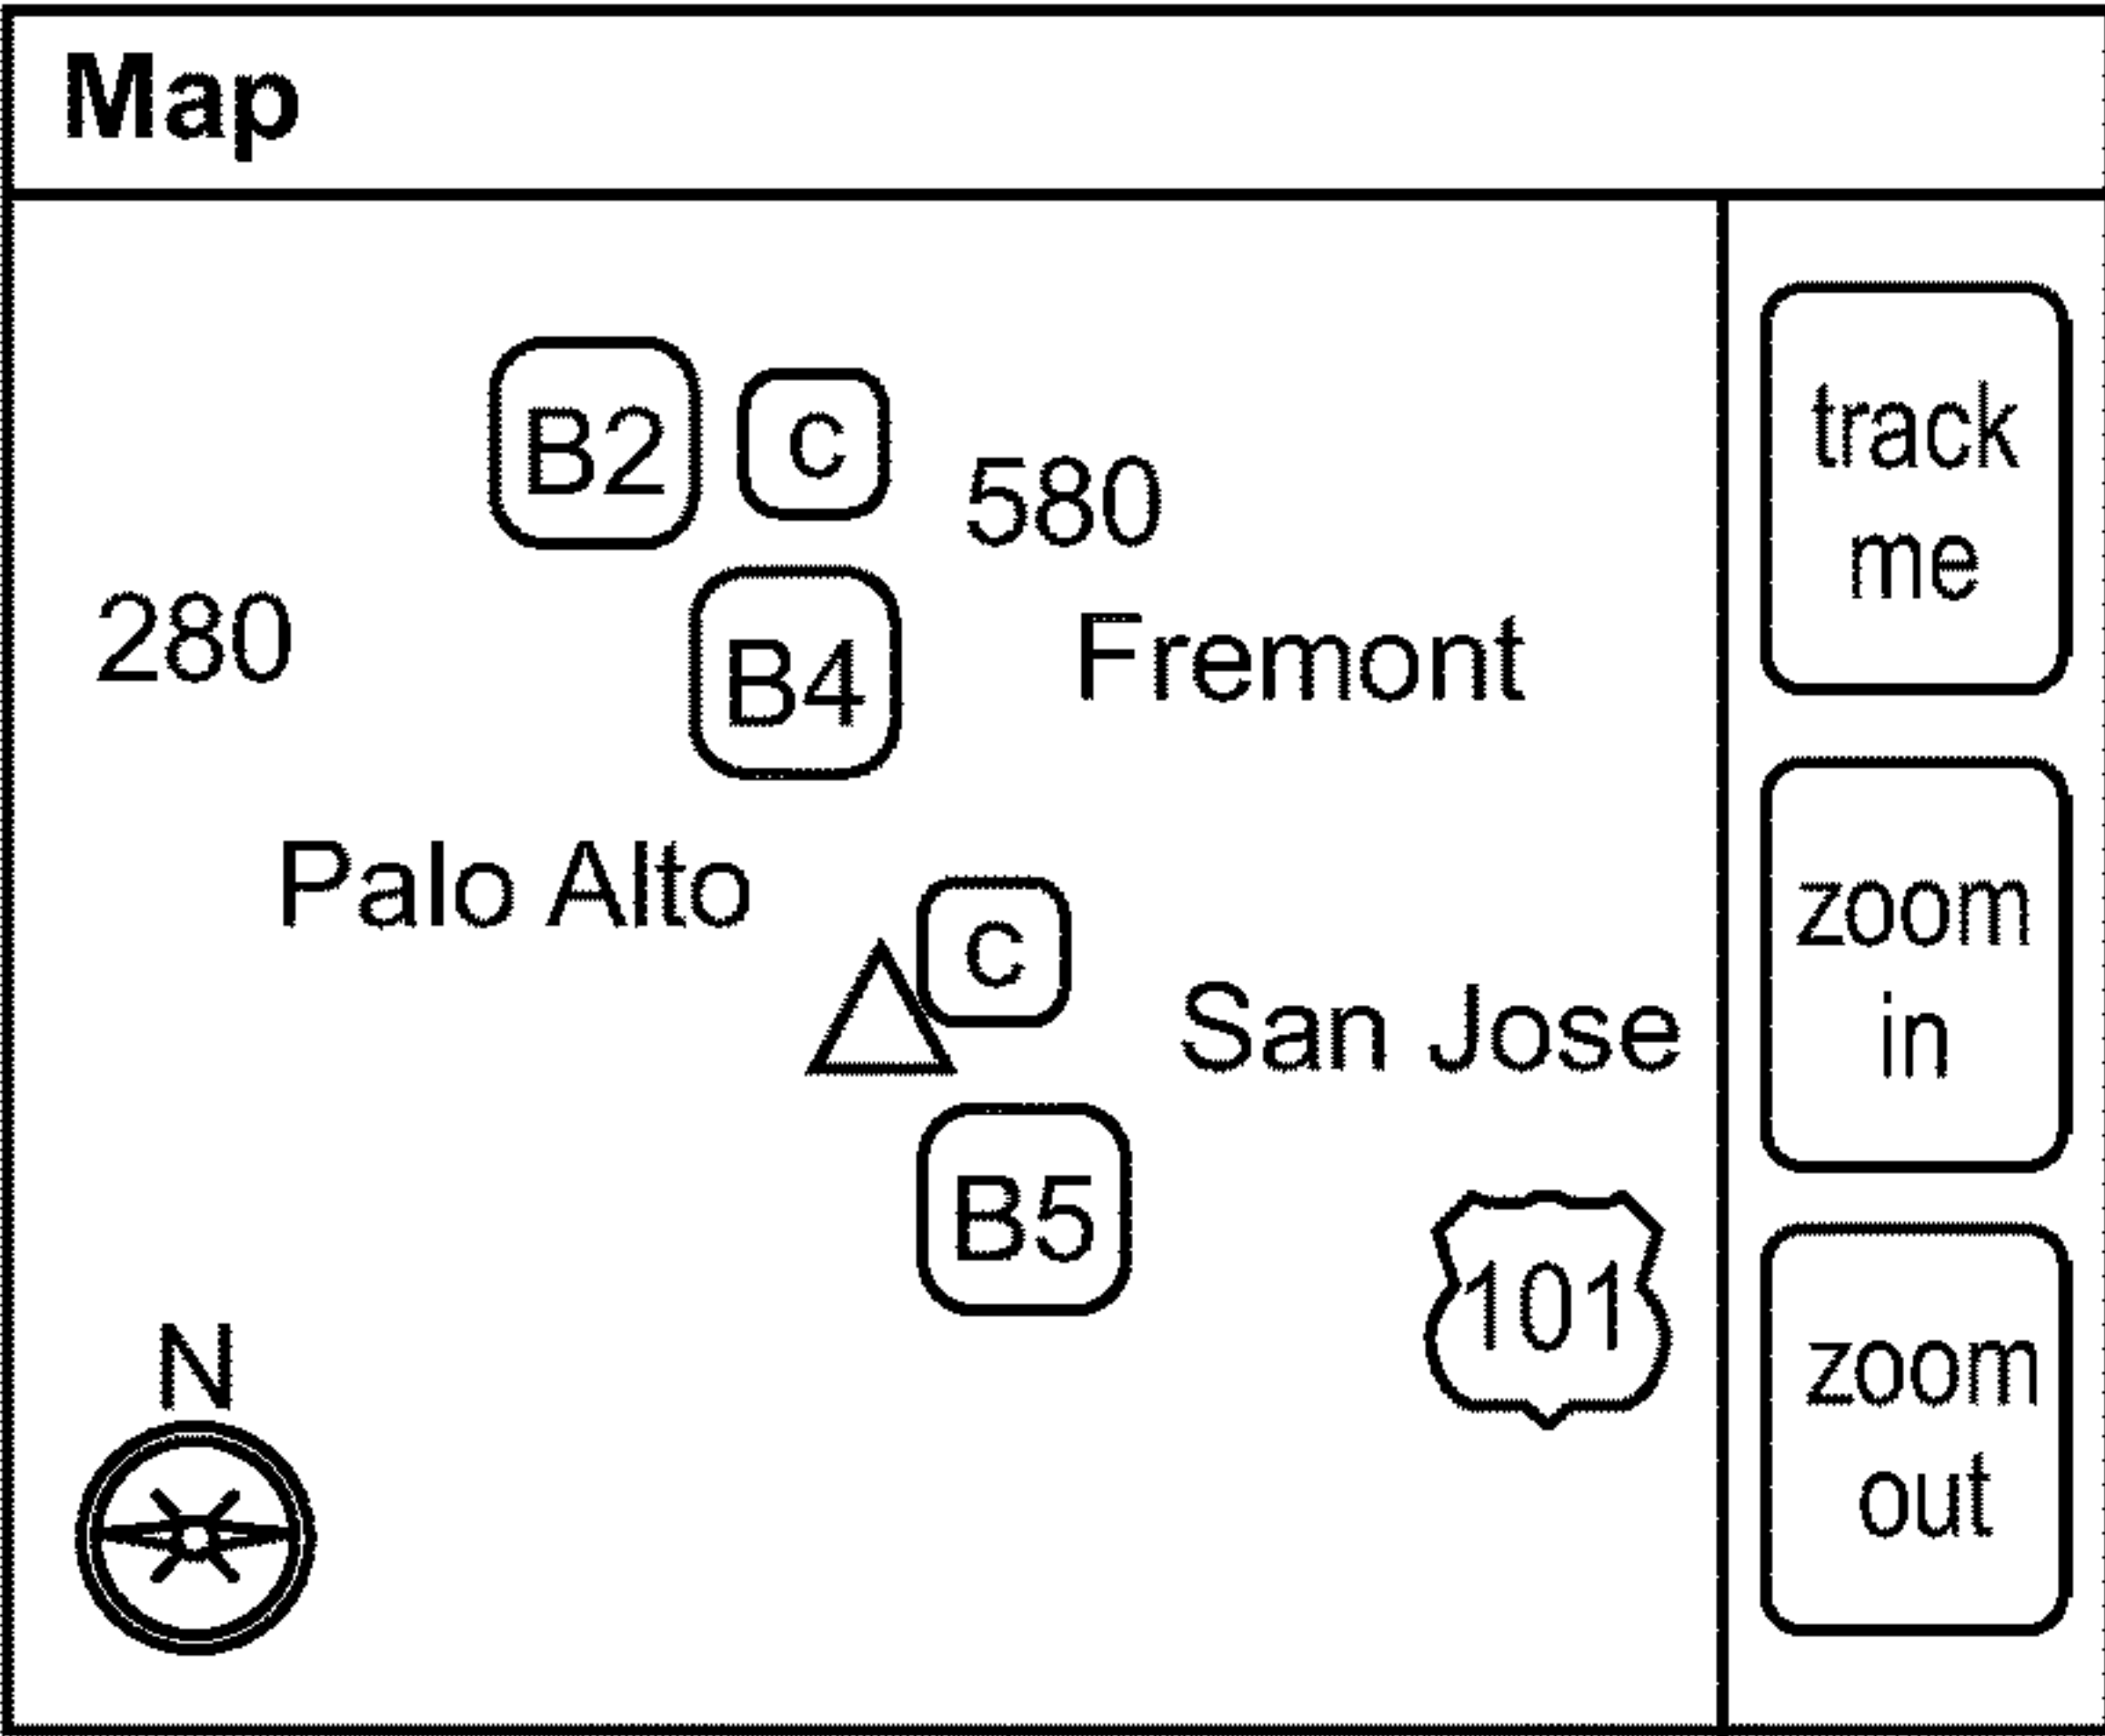 Map
B2
c
580
280
B4
Fremont
Palo Alto
c
San Jose
B5
101
N
track
me
zoom
in
zoom
out